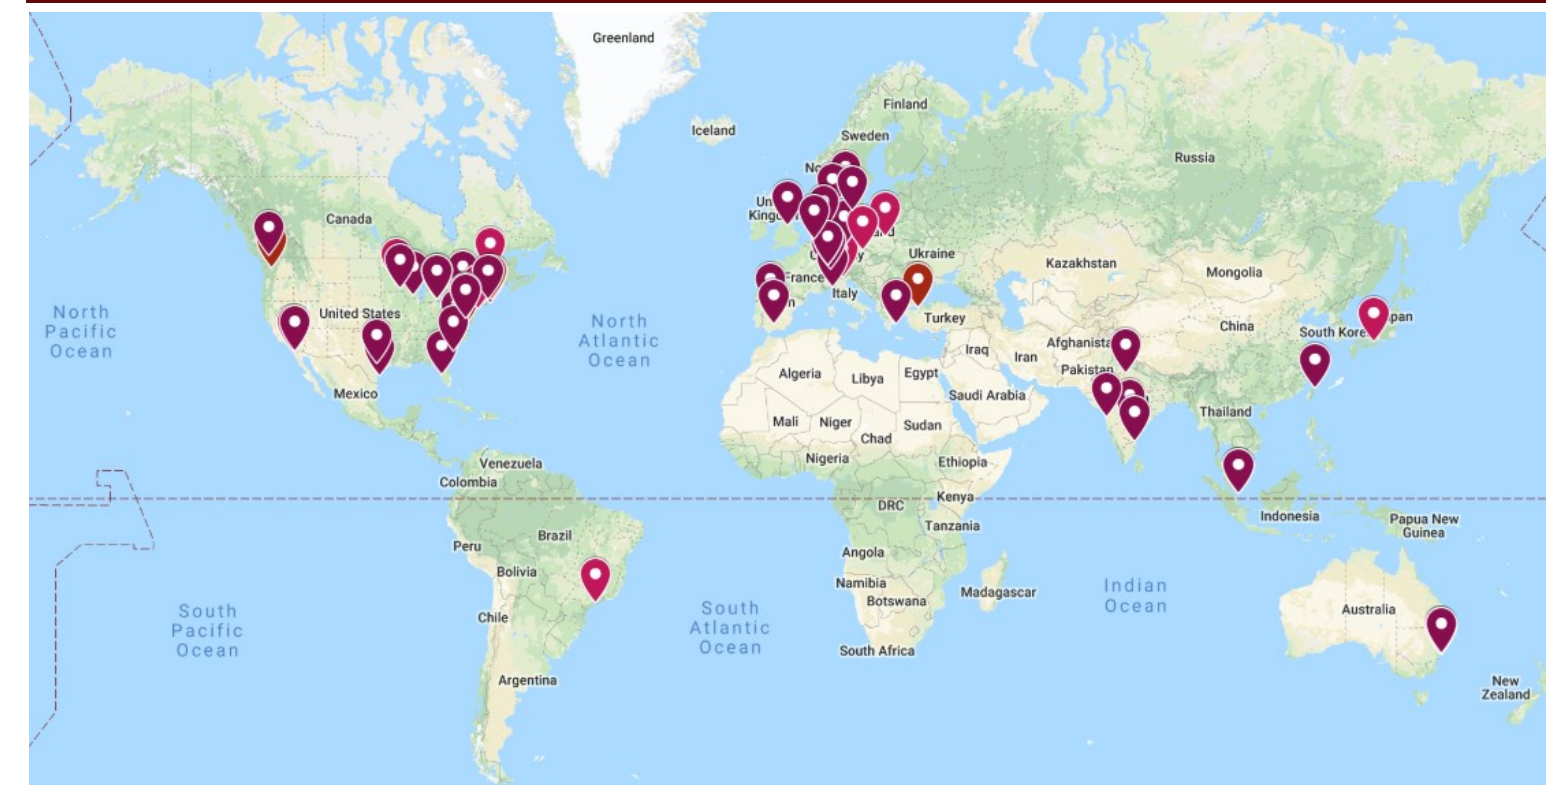 Greenland
Finland
Iceland
Sweden
Russia
Canada
Ukraine
Kazakhstan
Mongolia
France
Italy
North
Pacific
Ocean
United States
North
Atlantic
Ocean
Turkey
China
South Kore
Iraq
Iran
Afghanista
Pakistan
Algeria
Libya
Egypt
Saudi Arabia
Mexico
Mali
Niger
Chad
Sudan
Thailand
Nigeria
Ethiopia
Venezuela
Colombia
DRC
Kenya
Tanzania
Indonesia
Papua New
Guinea
Brazil
Peru
Angola
Bolivia
Namibia
Botswana
Madagascar
Indian
Ocean
Australia
South
Pacific
Ocean
Chile
South
Atlantic
Ocean
South Africa
Argentina
New
Zealand